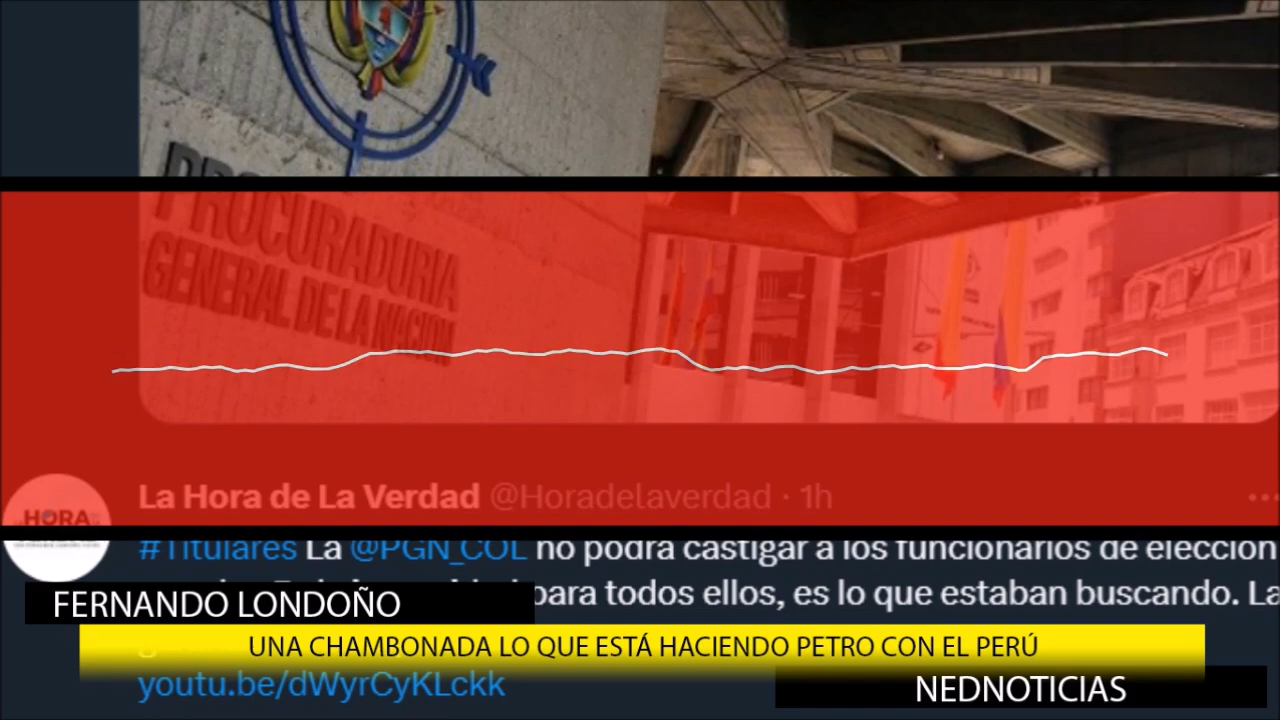 PROCURADURIA
GENERAL DE LA NACION
La Hora de La Verdad @Horadelaverdad · 1h
HORA
#Titulares La @PGN_COL no podrá castigar a los funcionarios de elección
para todos ellos, es lo que estaban buscando. La
FERNANDO LONDOÑO
UNA CHAMBONADA LO QUE ESTÁ HACIENDO PETRO CON EL PERÚ
youtu.be/dWyrCyKLckk
NEDNOTICIAS